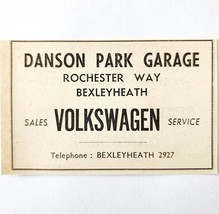 DANSON PARK GARAGE
ROCHESTER WAY
BEXLEYHEATH
SALES VOLKSWAGEN SERVICE
Telephone : BEXLEYHEATH 2927